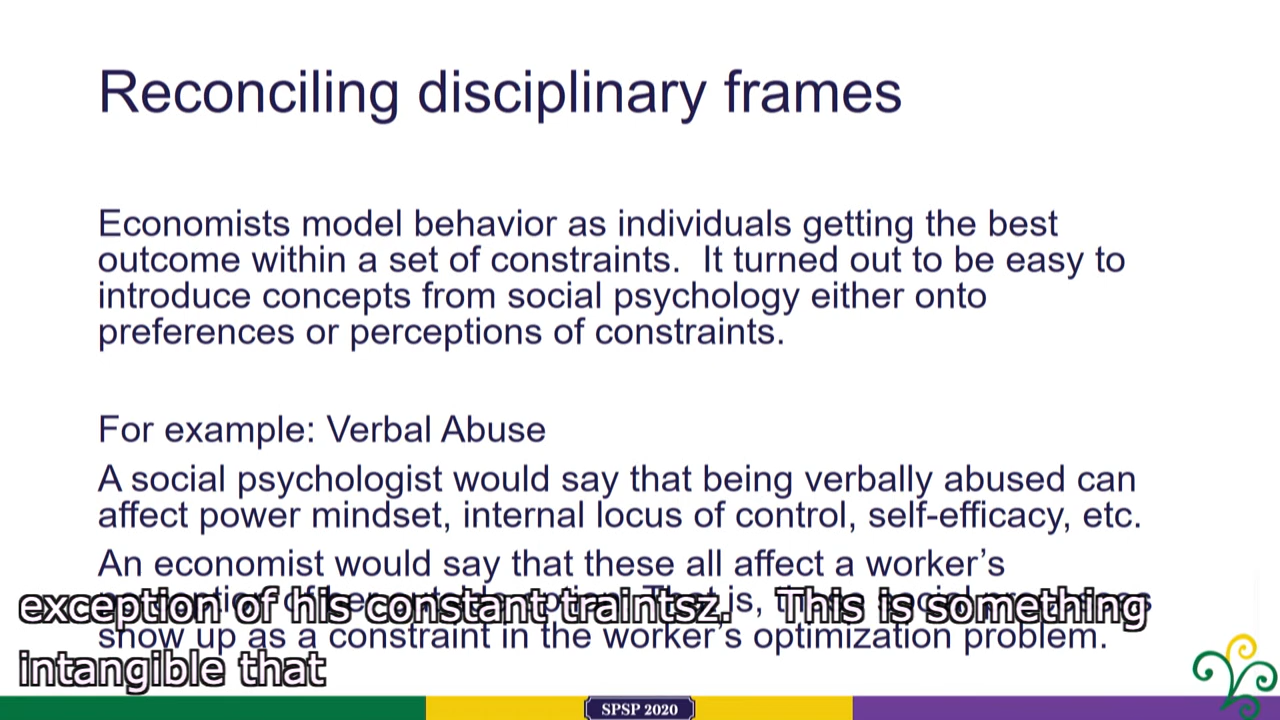 Reconciling disciplinary frames
Economists model behavior as individuals getting the best
outcome within a set of constraints. It turned out to be easy to
introduce concepts from social psychology either onto
preferences or perceptions of constraints.
For example: Verbal Abuse
A social psychologist would say that being verbally abused can
affect power mindset, internal locus of control, self-efficacy, etc.
An economist would say that these all affect a worker’s
exception of his constant traintsz. This is something
show up as a constraint in the worker’s optimization problem.
intangible that
SPSP 2020